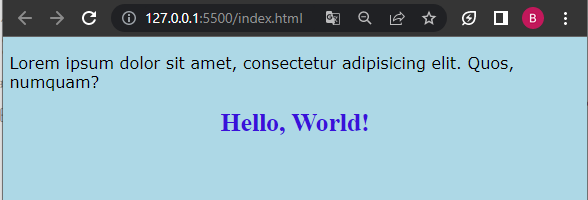 127.0.0.1:5500/index.html
B
Lorem ipsum dolor sit amet, consectetur adipisicing elit. Quos,
numquam?
Hello, World!